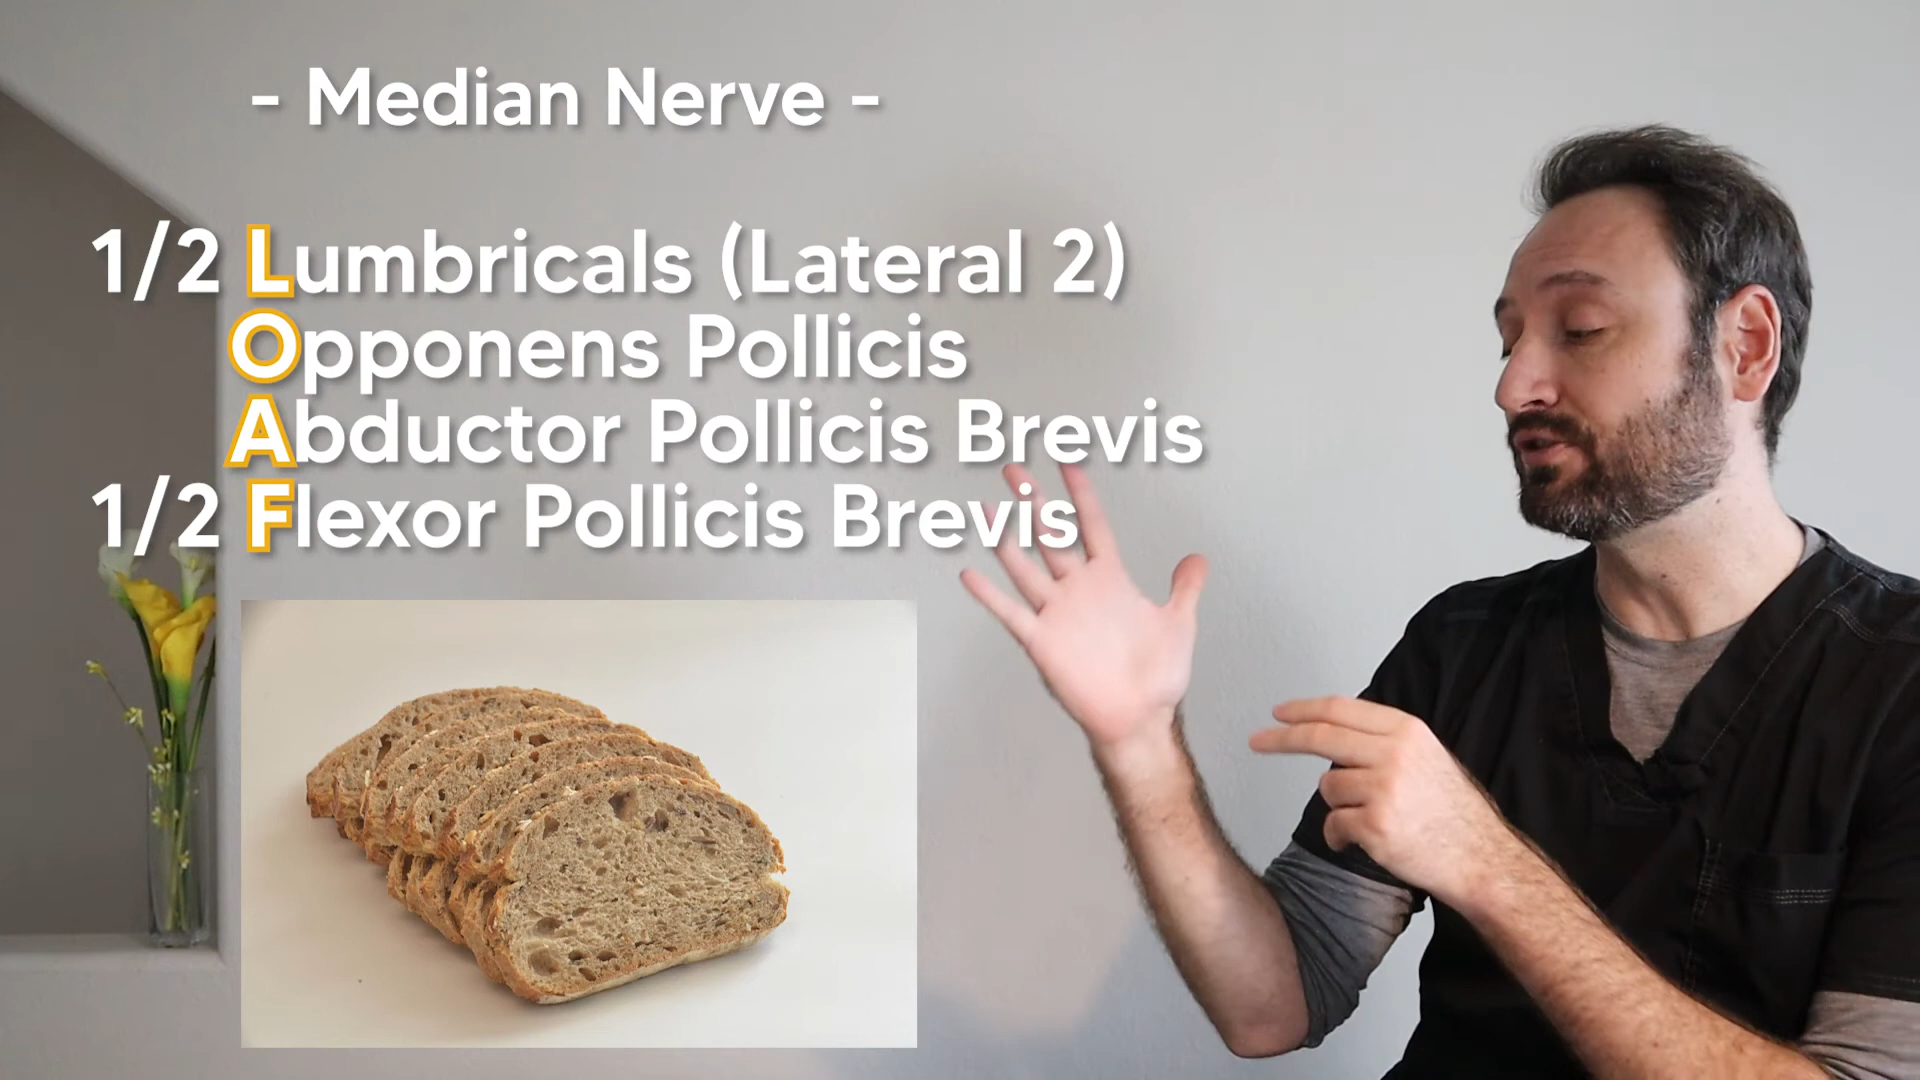 - Median Nerve -
1/2 Lumbricals (Lateral 2)
Opponens Pollicis
Abductor Pollicis Brevis
1/2 Flexor Pollicis Brevis